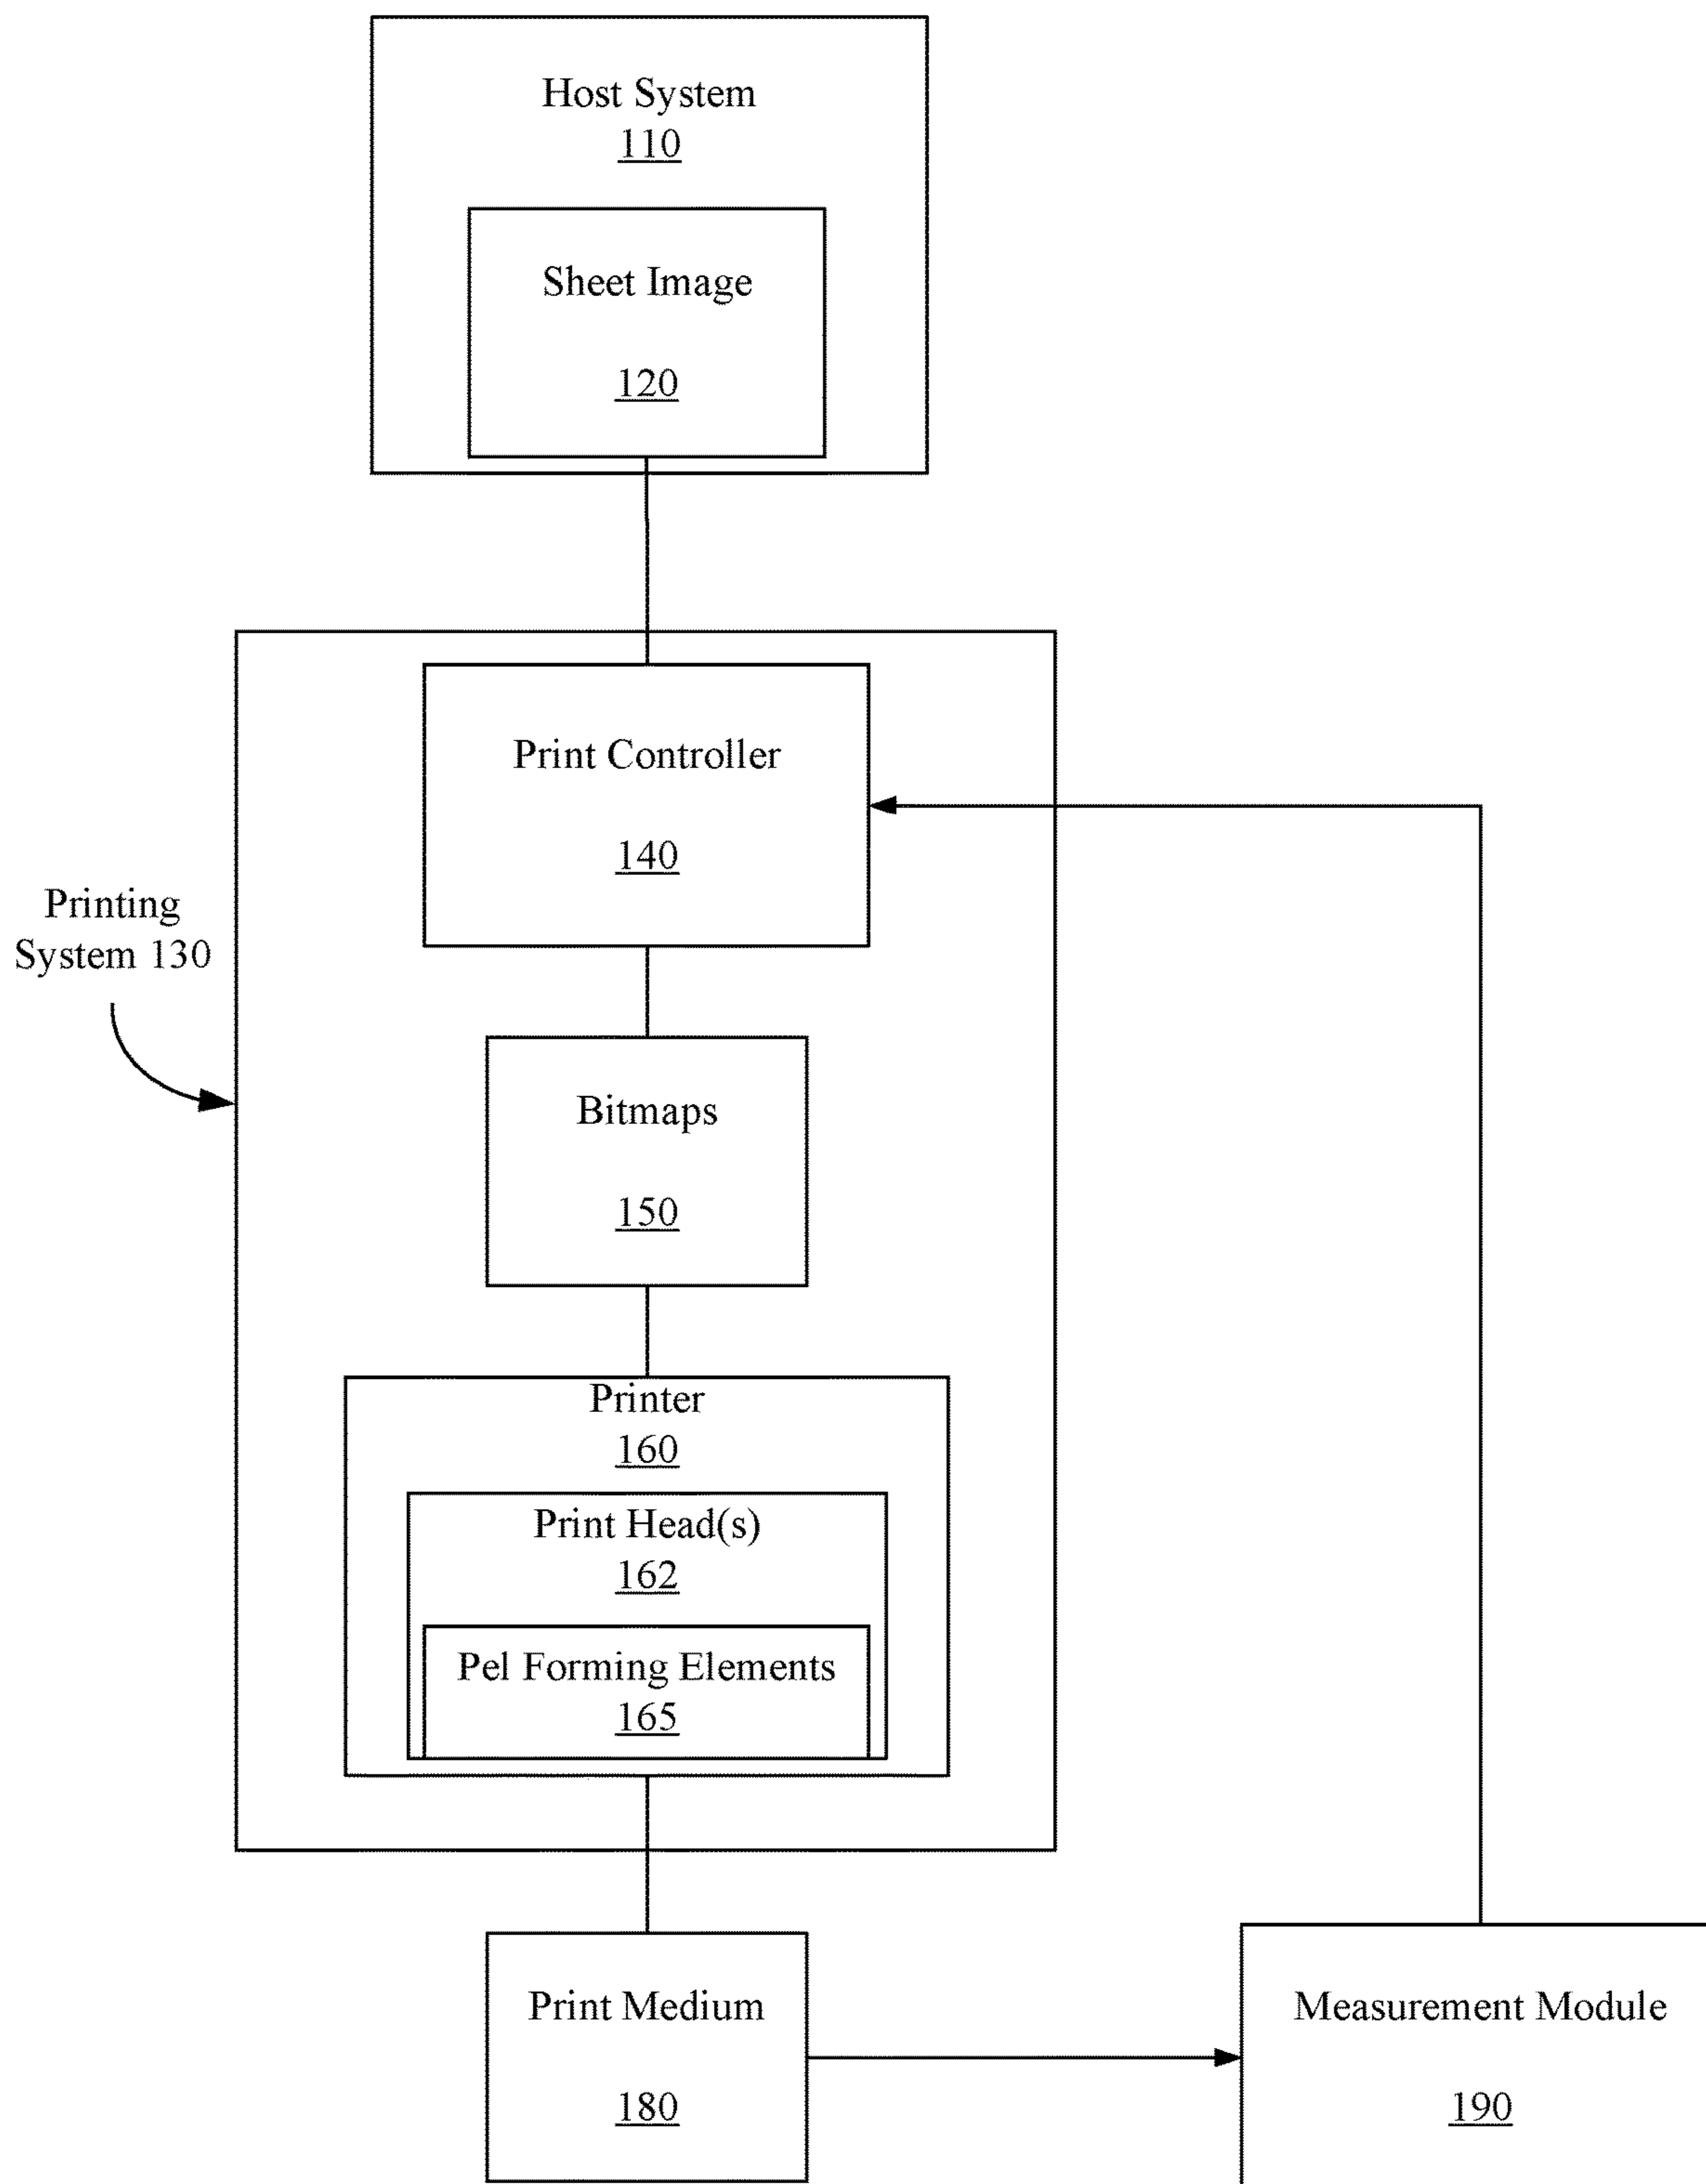 Host System
110
Sheet Image
120
Print Controller
140
Printing
System 130
Bitmaps
150
Printer
160
Print Head(s)
162
Pel Forming Elements
165
Print Medium
180
Measurement Module
190